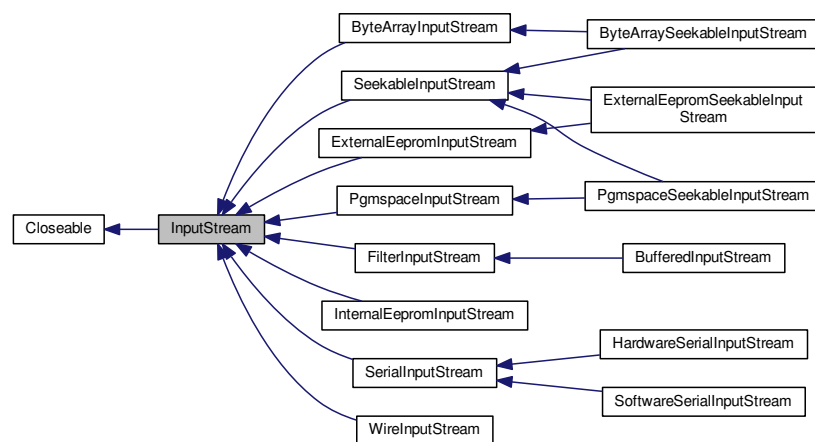 ByteArrayInputStream
ByteArraySeekableInputStream
SeekableInputStream
ExternalEepromSeekableInput
Stream
ExternalEepromInputStream
PgmspaceInputStream
PgmspaceSeekableInputStream
Closeable
InputStream
FilterInputStream
BufferedInputStream
InternalEepromInputStream
HardwareSerialInputStream
SerialInputStream
SoftwareSerialInputStream
WireInputStream